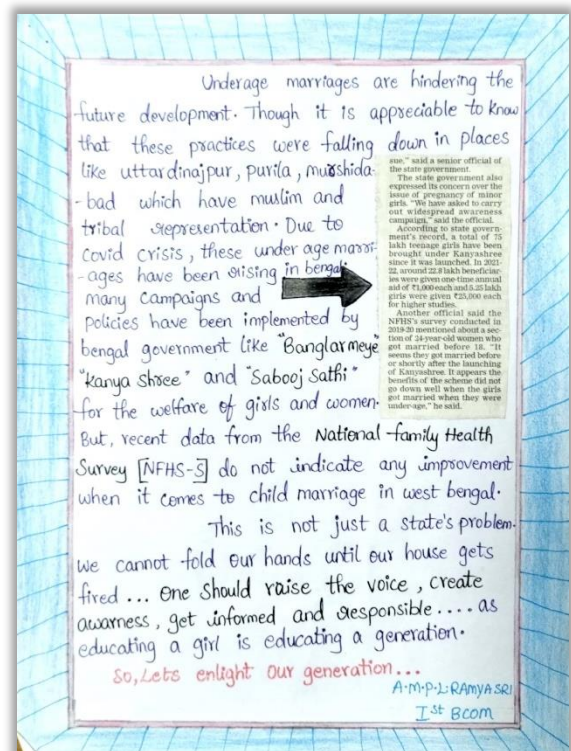 Underage marriages are hindering the
future development. Though it is appreciable to know
that these practices were falling down in places
like uttardinajpur, purila, murshida-
-bad which have muslim and
tribal representation. Due to
covid crisis, these under age marri-
-ages have been rising in bengal.
many campaigns and
policies have been implemented by
bengal government like "Banglarmeye"
"Kanya Shree" and "Sabooj Sathi"
for the welfare of girls and women.
sue," said a senior official of
the state government.
The state government also
expressed its concern over the
issue of pregnancy of minor
girls. "We have asked to carry
out widespread awareness
campaign," said the official.
According to state govern-
ment's record, a total of 75
lakh teenage girls have been
brought under Kanyashree
since it was launched. In 2021-
22, around 22.8 lakh beneficiar-
ies were given one-time annual
aid of ₹1,000 each and 3.25 lakh
girls were given ₹25,000 each
for higher studies.
Another official said the
NFHS's survey conducted in
2019-20 mentioned about a sec-
tion of 24-year-old women who
got married before 18. "It
seems they got married before
or shortly after the launching
of Kanyashree. It appears the
benefits of the scheme did not
go down well when the girls
got married when they were
under-age," he said.
But, recent data from the National family Health
Survey [NFHS-5] do not indicate any improvement
when it comes to child marriage in west bengal.
This is not just a state's problem.
we cannot fold our hands until our house gets
fired ... One should raise the voice, create
awarness, get informed and responsible .... as
educating a girl is educating a generation.
So, Lets enlight our generation...
A.M.P.L:RAMYA SRI
Ist BCOM